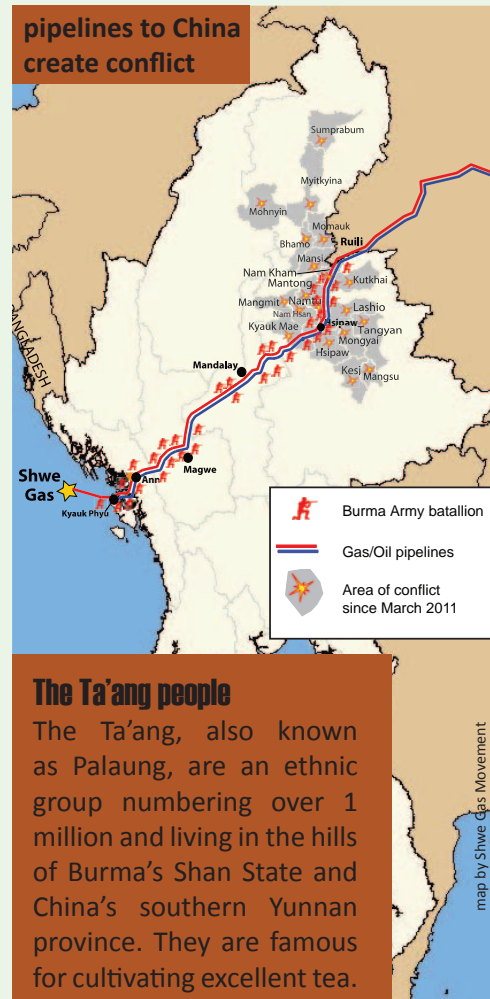 pipelines to China
create conflict
Sumprabum
Myitkyina
Mohnyin
Momauk
Bhamo
Ruili
Mansi
Nam Kham
Mantong
Kutkhai
Mangmit
Namtu
Nam Hsan
Lashio
Kyauk Mae
Hsipaw
Tangyan
Mongyai
Hsipaw
Kesj
Mangsu
BANGLADESH
Mandalay
Magwe
Shwe
Gas
Ann
Kyauk Phyu
Burma Army batallion
Gas/Oil pipelines
Area of conflict
since March 2011
The Ta'ang people
The Ta'ang, also known
as Palaung, are an ethnic
group numbering over 1
million and living in the hills
of Burma's Shan State and
China's southern Yunnan
province. They are famous
for cultivating excellent tea.
map by Shwe Gas Movement